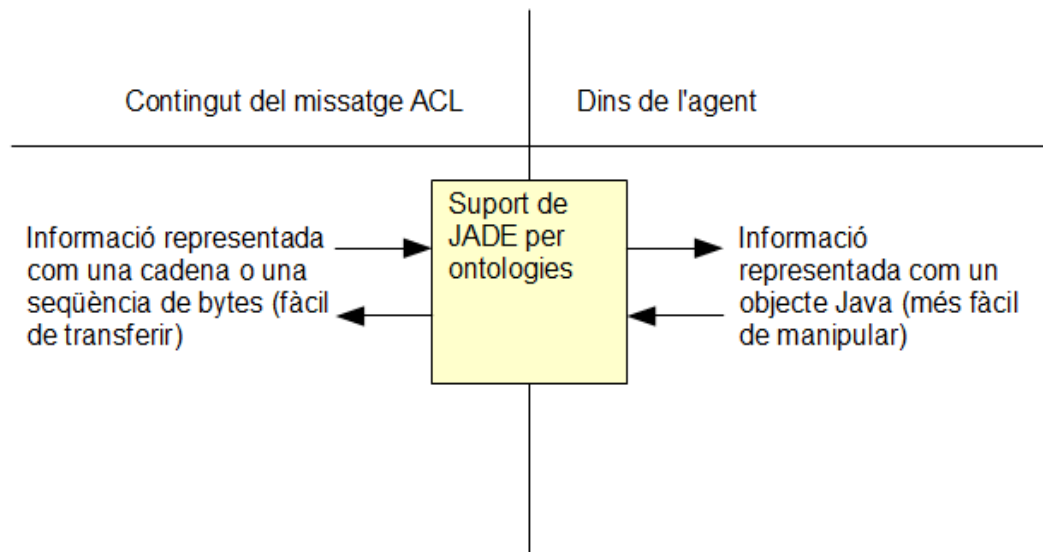 Contingut del missatge ACL
Dins de l'agent
Informació representada
com una cadena o una
seqüència de bytes (fàcil
de transferir)
Suport de
JADE per
ontologies
Informació
representada com un
objecte Java (més fàcil
de manipular)